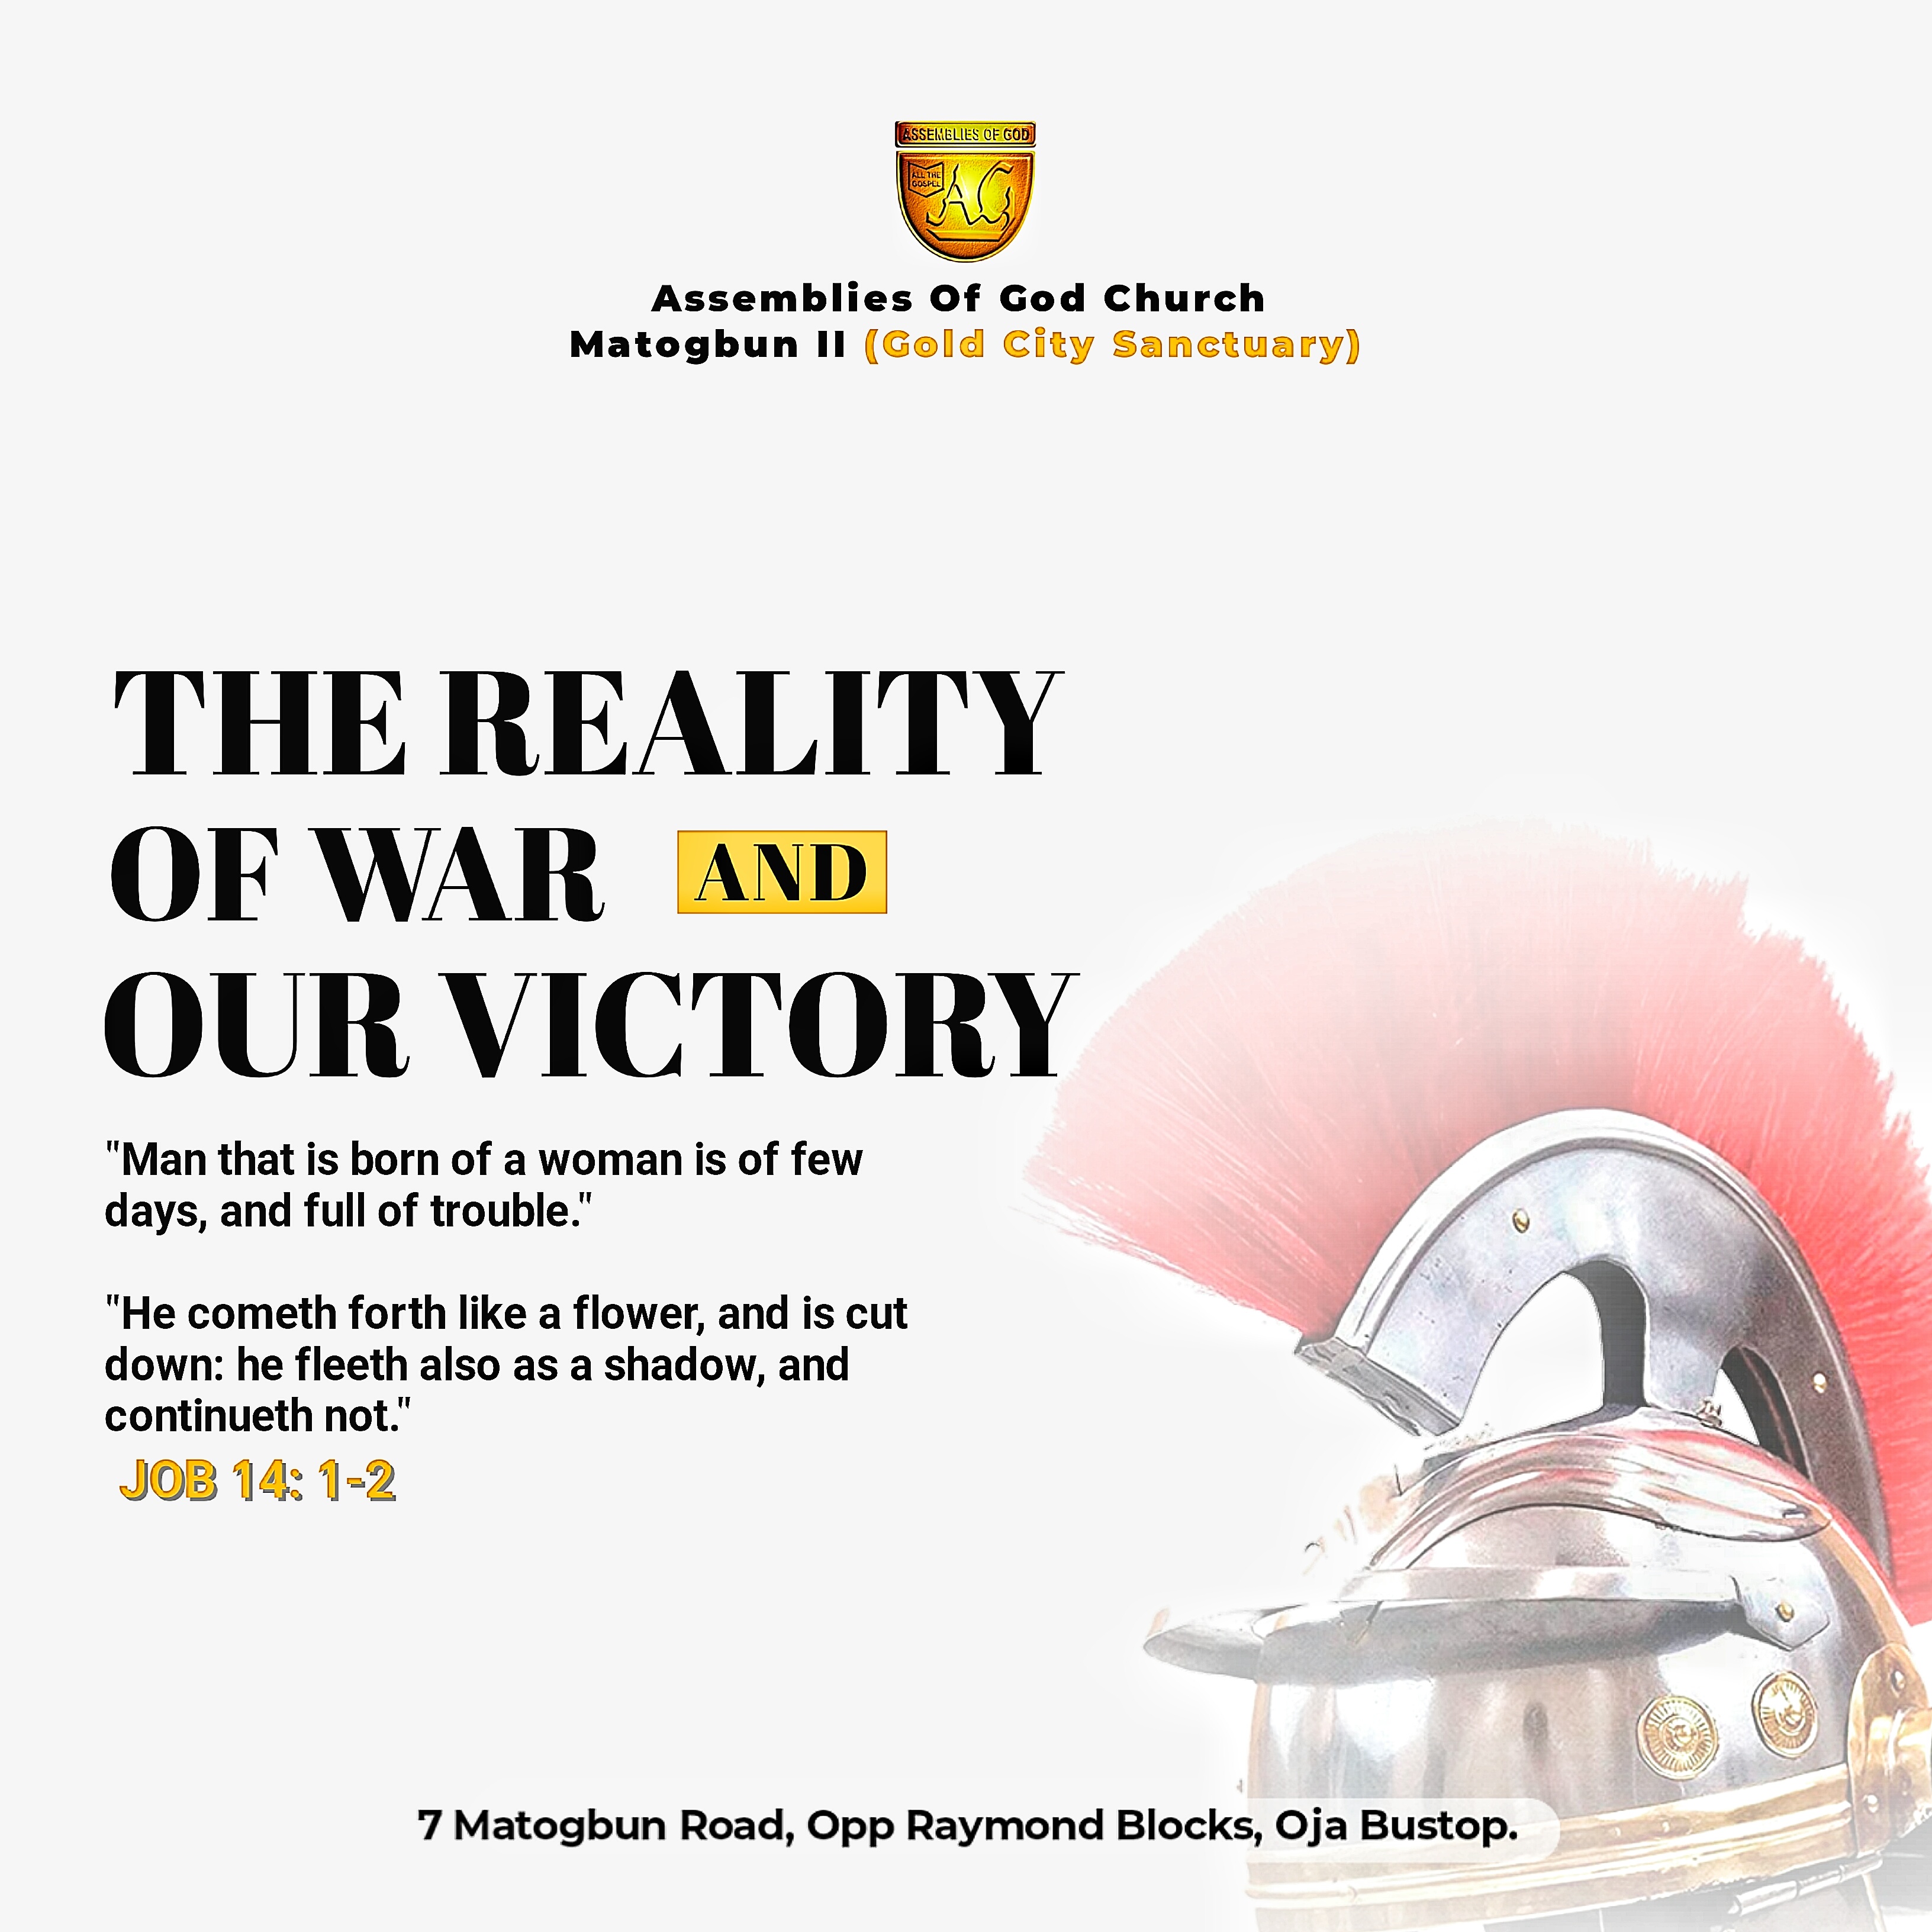 ASSEMBLIES OF GOD
ALL THE
GOSPEL
AG
Assemblies Of God Church
Matogbun II (Gold City Sanctuary)
THE REALITY
OF WAR AND
OUR VICTORY
"Man that is born of a woman is of few
days, and full of trouble."
"He cometh forth like a flower, and is cut
down: he fleeth also as a shadow, and
continueth not."
JOB 14: 1-2
7 Matogbun Road, Opp Raymond Blocks, Oja Bustop.